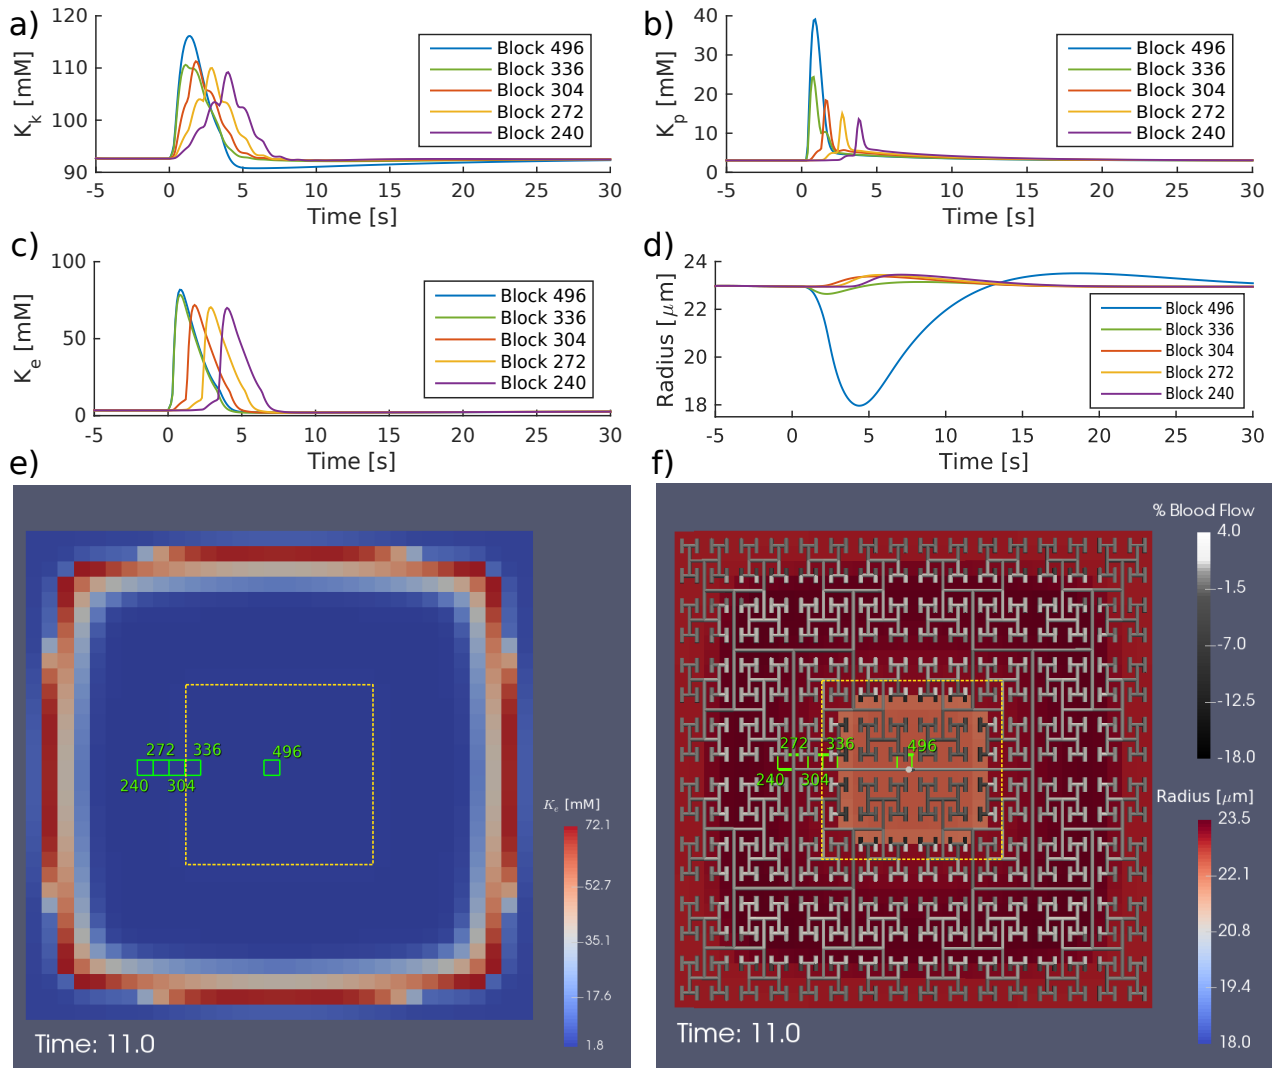 a)
K_k [mM]
120
110
100
90
-5 0 5 10 15 20 25 30
Time [s]
Block 496
Block 336
Block 304
Block 272
Block 240
b)
K_p [mM]
40
30
20
10
0
-5 0 5 10 15 20 25 30
Time [s]
Block 496
Block 336
Block 304
Block 272
Block 240
c)
K_e [mM]
100
50
0
-5 0 5 10 15 20 25 30
Time [s]
Block 496
Block 336
Block 304
Block 272
Block 240
d)
Radius [μm]
24
22
20
18
-5 0 5 10 15 20 25 30
Time [s]
Block 496
Block 336
Block 304
Block 272
Block 240
e)
272 336 496
240 304
K_e [mM]
72.1
52.7
35.1
17.6
1.8
Time: 11.0
f)
% Blood Flow
4.0
-1.5
-7.0
-12.5
-18.0
272 336 496
240 304
Radius [μm]
23.5
22.1
20.8
19.4
18.0
Time: 11.0